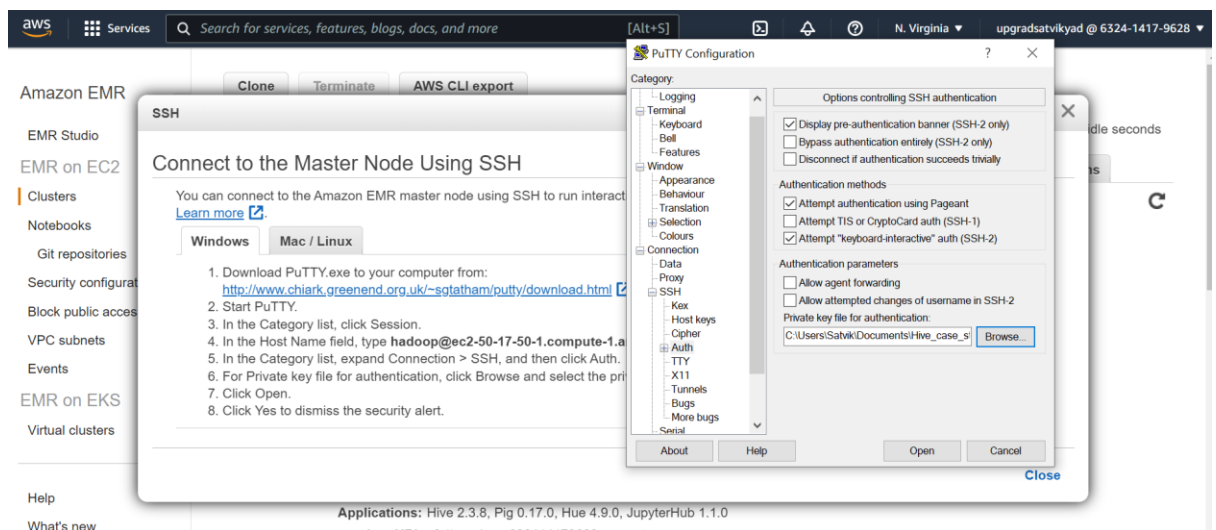 aws Services Search for services, features, blogs, docs, and more [Alt+S] N. Virginia upgradsatvikyad @ 6324-1417-9628
Amazon EMR
EMR Studio
EMR on EC2
Clusters
Notebooks
Git repositories
Security configurat
Block public acces
VPC subnets
Events
EMR on EKS
Virtual clusters
Help
What's new
Clone Terminate AWS CLI export
idle seconds
SSH
Connect to the Master Node Using SSH
You can connect to the Amazon EMR master node using SSH to run interact
Learn more
Windows Mac / Linux
1. Download PuTTY.exe to your computer from:
http://www.chiark.greenend.org.uk/~sgtatham/putty/download.html
2. Start PuTTY.
3. In the Category list, click Session.
4. In the Host Name field, type hadoop@ec2-50-17-50-1.compute-1.a
5. In the Category list, expand Connection > SSH, and then click Auth.
6. For Private key file for authentication, click Browse and select the pri
7. Click Open.
8. Click Yes to dismiss the security alert.
Close
Applications: Hive 2.3.8, Pig 0.17.0, Hue 4.9.0, JupyterHub 1.1.0
PuTTY Configuration ?
Category:
Logging
Terminal
Keyboard
Bell
Features
Window
Appearance
Behaviour
Translation
Selection
Colours
Connection
Data
Proxy
SSH
Kex
Host keys
Cipher
Auth
TTY
X11
Tunnels
Bugs
More bugs
Serial
Options controlling SSH authentication
Display pre-authentication banner (SSH-2 only)
Bypass authentication entirely (SSH-2 only)
Disconnect if authentication succeeds trivially
Authentication methods
Attempt authentication using Pageant
Attempt TIS or CryptoCard auth (SSH-1)
Attempt "keyboard-interactive" auth (SSH-2)
Authentication parameters
Allow agent forwarding
Allow attempted changes of username in SSH-2
Private key file for authentication:
C:\Users\Satvik\Documents\Hive_case_s Browse...
About Help Open Cancel